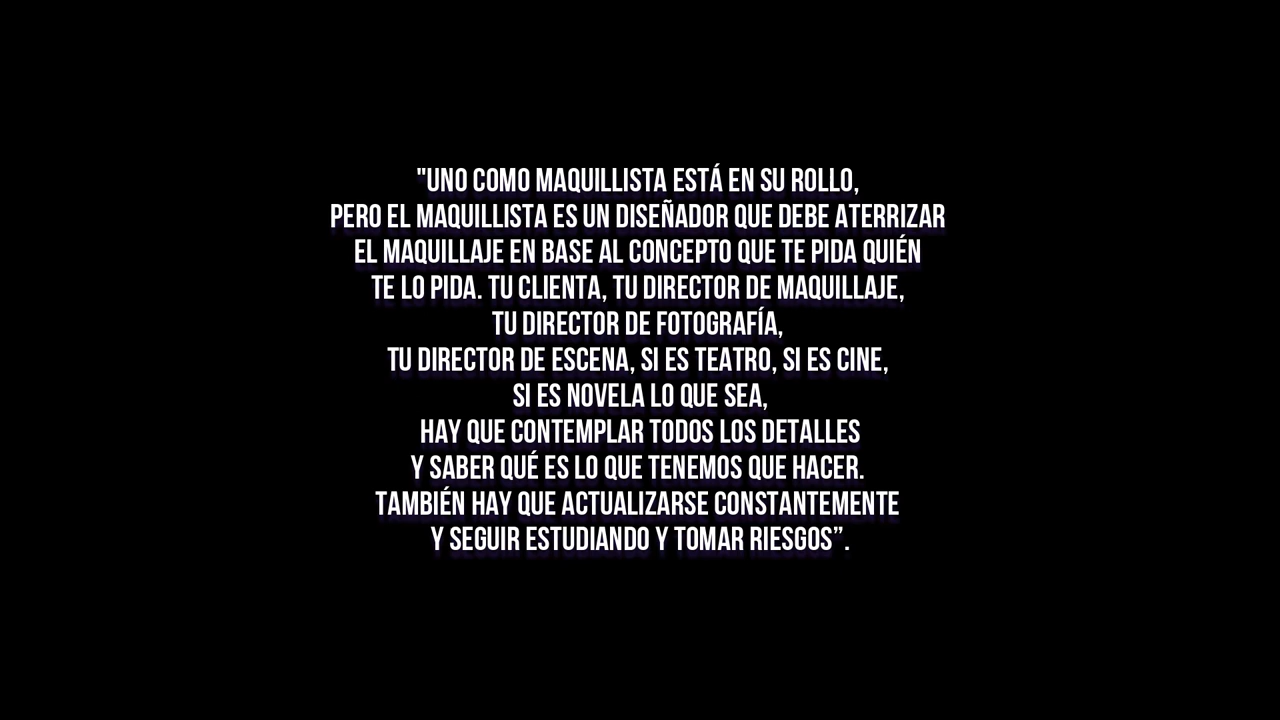 "UNO COMO MAQUILLISTA ESTÁ EN SU ROLLO,
PERO EL MAQUILLISTA ES UN DISEÑADOR QUE DEBE ATERRIZAR
EL MAQUILLAJE EN BASE AL CONCEPTO QUE TE PIDA QUIÉN
TE LO PIDA. TU CLIENTA, TU DIRECTOR DE MAQUILLAJE,
TU DIRECTOR DE FOTOGRAFÍA,
TU DIRECTOR DE ESCENA, SI ES TEATRO, SI ES CINE,
SI ES NOVELA LO QUE SEA,
HAY QUE CONTEMPLAR TODOS LOS DETALLES
Y SABER QUÉ ES LO QUE TENEMOS QUE HACER.
TAMBIÉN HAY QUE ACTUALIZARSE CONSTANTEMENTE
Y SEGUIR ESTUDIANDO Y TOMAR RIESGOS”.